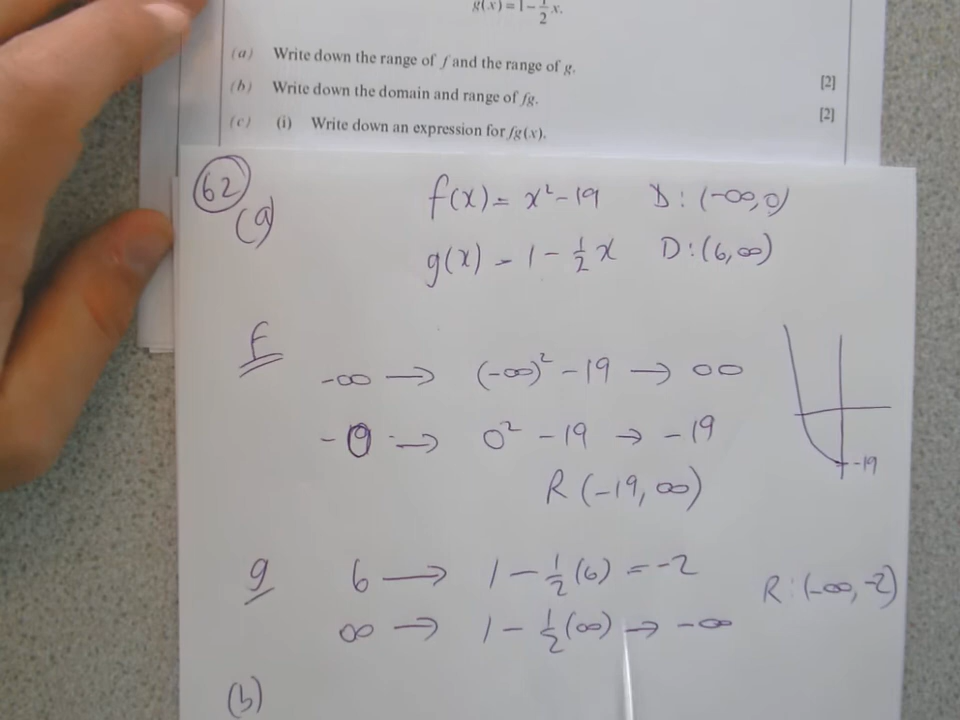 g(x) = 1 − 1/2 x.
(a) Write down the range of f and the range of g. [2]
(b) Write down the domain and range of fg. [2]
(c) (i) Write down an expression for fg(x).
62
(a) f(x) = x² - 19 D: (-∞, 0)
g(x) = 1 - 1/2 x D: (6, ∞)
f
-∞ → (-∞)² - 19 → ∞
- 0 → 0² - 19 → -19
-19
R (-19, ∞)
g 6 → 1 - 1/2 (6) = -2 R: (-∞, -2)
∞ → 1 - 1/2 (∞) → -∞
(b)